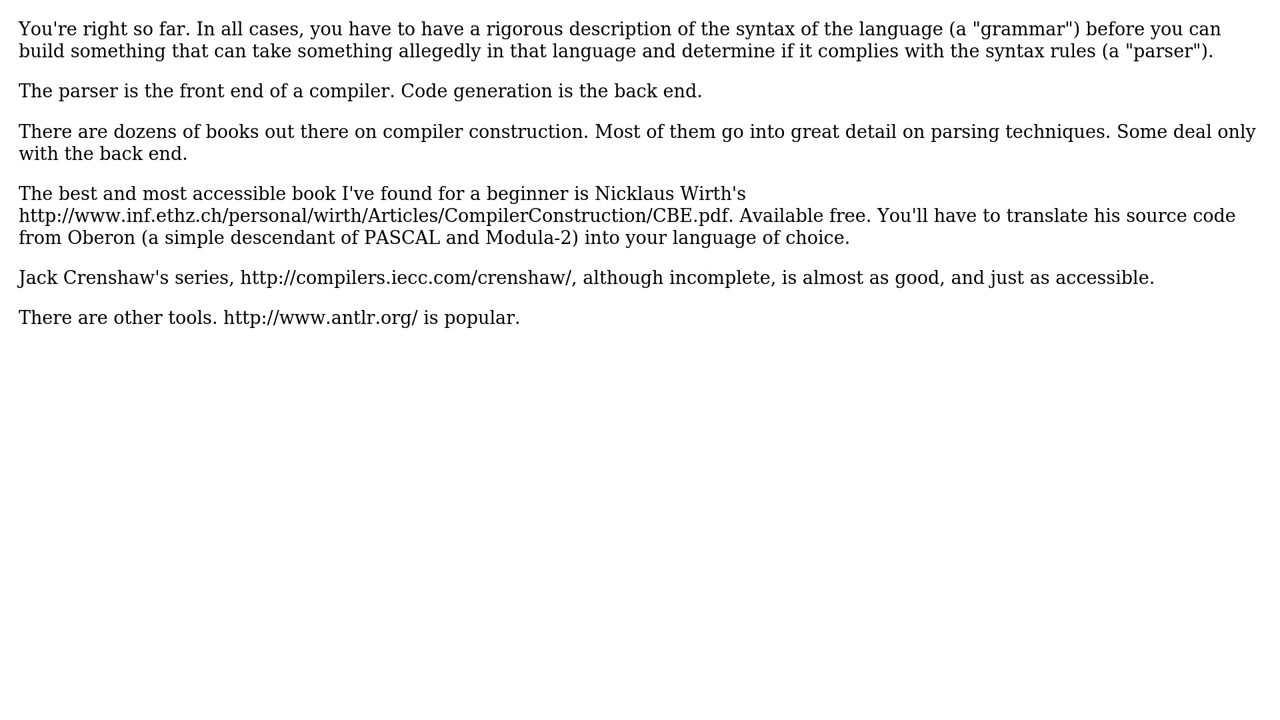 You're right so far. In all cases, you have to have a rigorous description of the syntax of the language (a "grammar") before you can
build something that can take something allegedly in that language and determine if it complies with the syntax rules (a "parser").
The parser is the front end of a compiler. Code generation is the back end.
There are dozens of books out there on compiler construction. Most of them go into great detail on parsing techniques. Some deal only
with the back end.
The best and most accessible book I've found for a beginner is Nicklaus Wirth's
http://www.inf.ethz.ch/personal/wirth/Articles/CompilerConstruction/CBE.pdf. Available free. You'll have to translate his source code
from Oberon (a simple descendant of PASCAL and Modula-2) into your language of choice.
Jack Crenshaw's series, http://compilers.iecc.com/crenshaw/, although incomplete, is almost as good, and just as accessible.
There are other tools. http://www.antlr.org/ is popular.